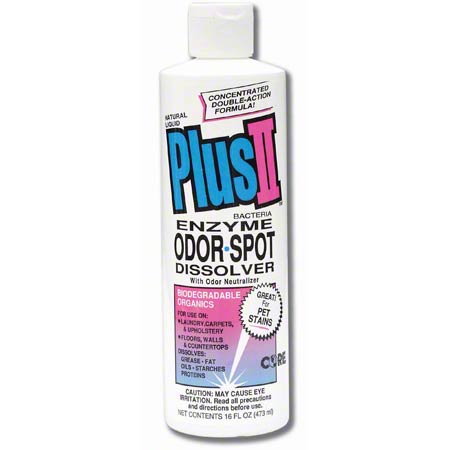 CONCENTRATED
DOUBLE-ACTION
FORMULA!
NATURAL
LIQUID
Plus II
BACTERIA
ENZYME
ODOR·SPOT
DISSOLVER
With Odor Neutralizer
BIODEGRADABLE
ORGANICS
FOR USE ON:
LAUNDRY, CARPETS,
& UPHOLSTERY
FLOORS, WALLS
& COUNTERTOPS
DISSOLVES:
GREASE · FAT
OILS · STARCHES
PROTEINS
GREAT!
For
PET
STAINS
CORE
CAUTION: MAY CAUSE EYE
IRRITATION. Read all precautions
and directions before use.
NET CONTENTS 16 FL OZ (473 ml)